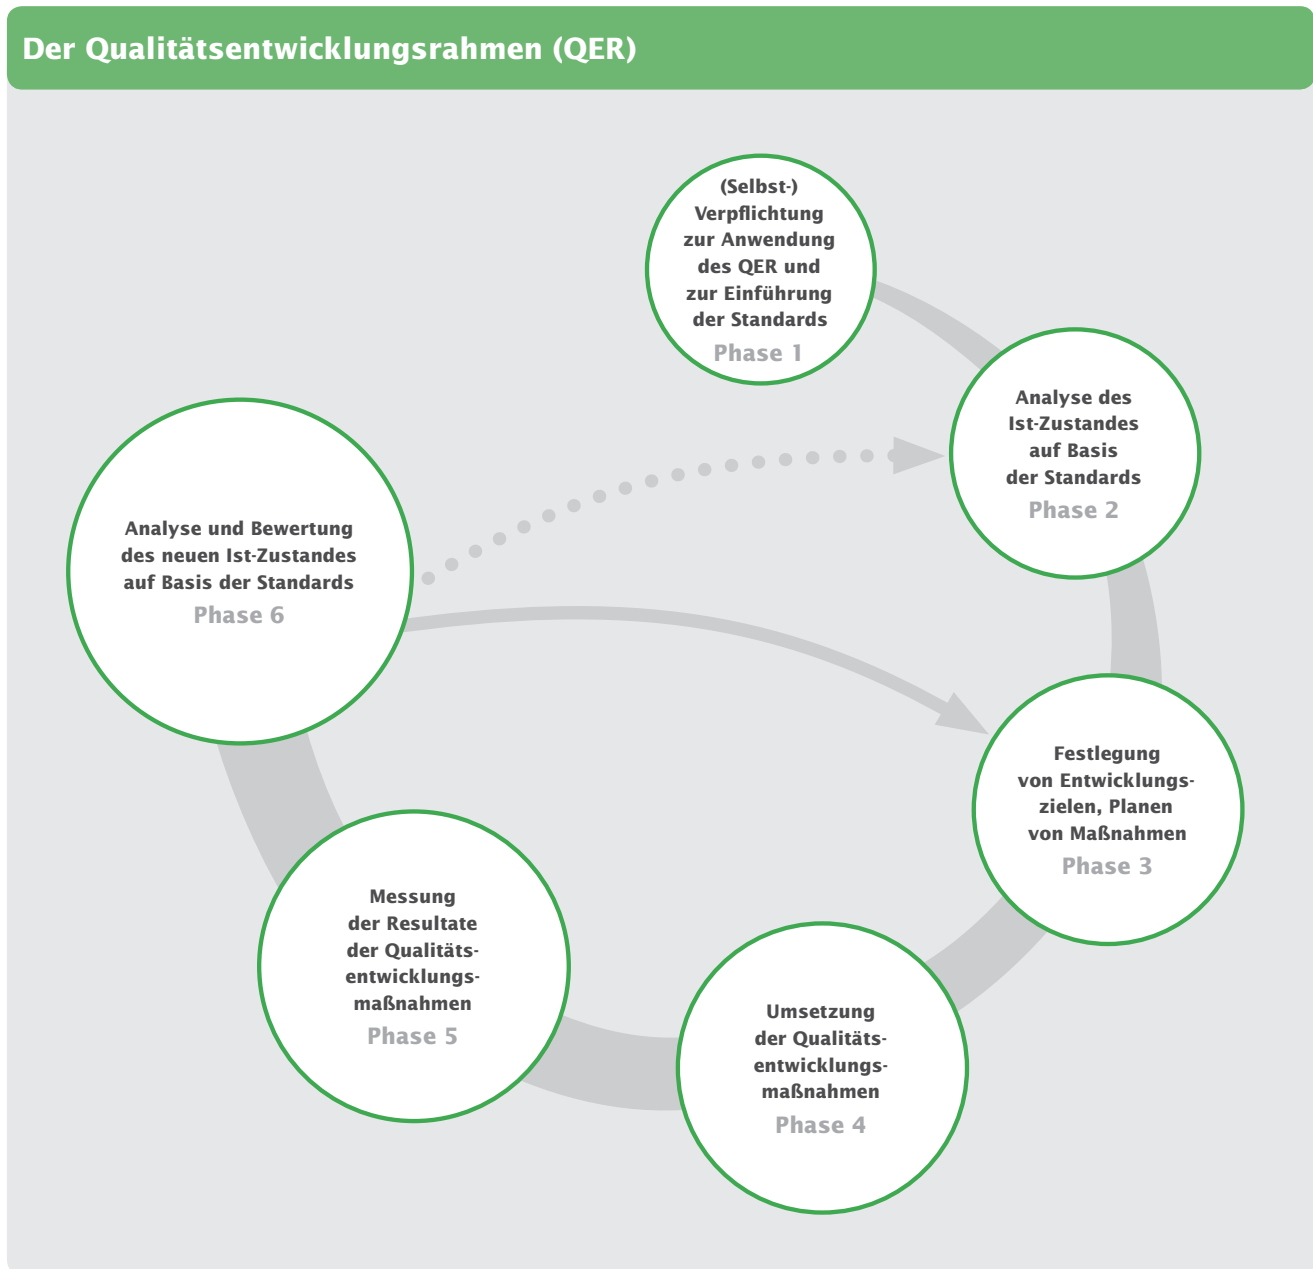 Der Qualitätsentwicklungsrahmen (QER)
(Selbst-)
Verpflichtung
zur Anwendung
des QER und
zur Einführung
der Standards
Phase 1
Analyse des
Ist-Zustandes
auf Basis
der Standards
Phase 2
Festlegung
von Entwicklungs-
zielen, Planen
von Maßnahmen
Phase 3
Umsetzung
der Qualitäts-
entwicklungs-
maßnahmen
Phase 4
Messung
der Resultate
der Qualitäts-
entwicklungs-
maßnahmen
Phase 5
Analyse und Bewertung
des neuen Ist-Zustandes
auf Basis der Standards
Phase 6